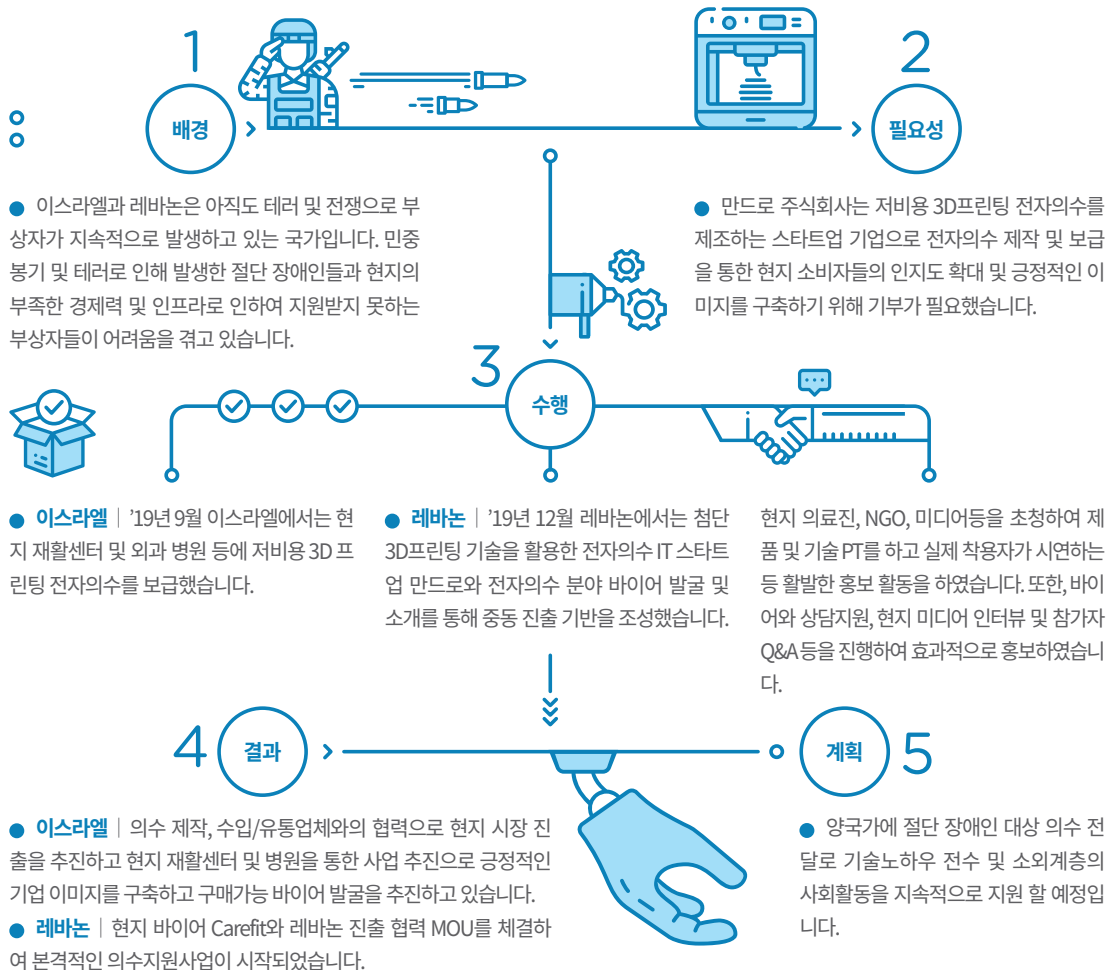 1
배경
2
필요성
● 이스라엘과 레바논은 아직도 테러 및 전쟁으로 부
상자가 지속적으로 발생하고 있는 국가입니다. 민중
봉기 및 테러로 인해 발생한 절단 장애인들과 현지의
부족한 경제력 및 인프라로 인하여 지원받지 못하는
부상자들이 어려움을 겪고 있습니다.
● 만드로 주식회사는 저비용 3D프린팅 전자의수를
제조하는 스타트업 기업으로 전자의수 제작 및 보급
을 통한 현지 소비자들의 인지도 확대 및 긍정적인 이
미지를 구축하기 위해 기부가 필요했습니다.
3
수행
● 이스라엘 | ’19년 9월 이스라엘에서는 현
지 재활센터 및 외과 병원 등에 저비용 3D 프
린팅 전자의수를 보급했습니다.
● 레바논 | ’19년 12월 레바논에서는 첨단
3D프린팅 기술을 활용한 전자의수 IT 스타트
업 만드로와 전자의수 분야 바이어 발굴 및
소개를 통해 중동 진출 기반을 조성했습니다.
현지 의료진, NGO, 미디어등을 초청하여 제
품 및 기술 PT를 하고 실제 착용자가 시연하는
등 활발한 홍보 활동을 하였습니다. 또한, 바이
어와 상담지원, 현지 미디어 인터뷰 및 참가자
Q&A 등을 진행하여 효과적으로 홍보하였습니
다.
4
결과
계획
5
● 이스라엘 | 의수 제작, 수입/유통업체와의 협력으로 현지 시장 진
출을 추진하고 현지 재활센터 및 병원을 통한 사업 추진으로 긍정적인
기업 이미지를 구축하고 구매가능 바이어 발굴을 추진하고 있습니다.
● 레바논 | 현지 바이어 Carefit와 레바논 진출 협력 MOU를 체결하
여 본격적인 의수지원사업이 시작되었습니다.
● 양국가에 절단 장애인 대상 의수 전
달로 기술노하우 전수 및 소외계층의
사회활동을 지속적으로 지원 할 예정입
니다.